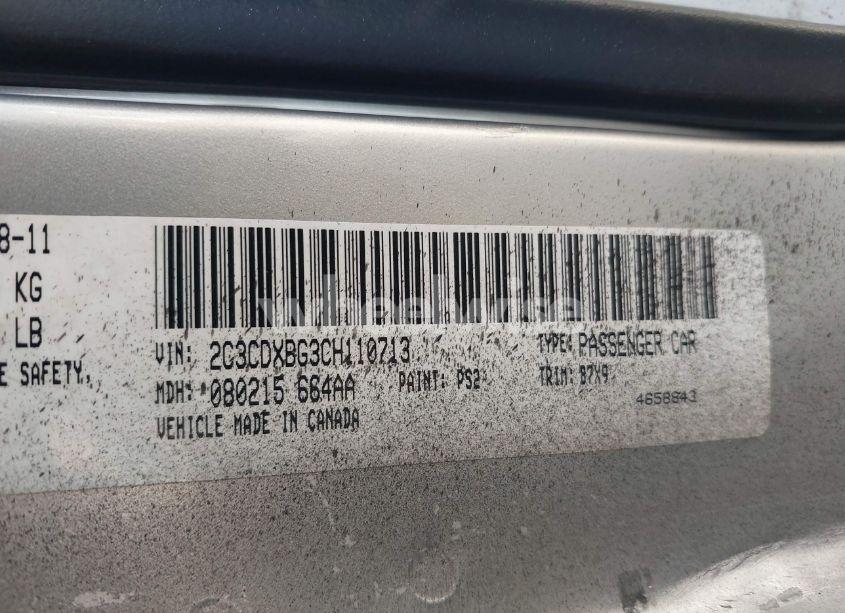 8-11
KG
LB
E SAFETY,
wheelwise
VIN: 2C3CDXBG3CH110713 TYPE: PASSENGER CAR
MDH: 080215 664AA PAINT: PS2 TRIM: B7X9
VEHICLE MADE IN CANADA 4658843